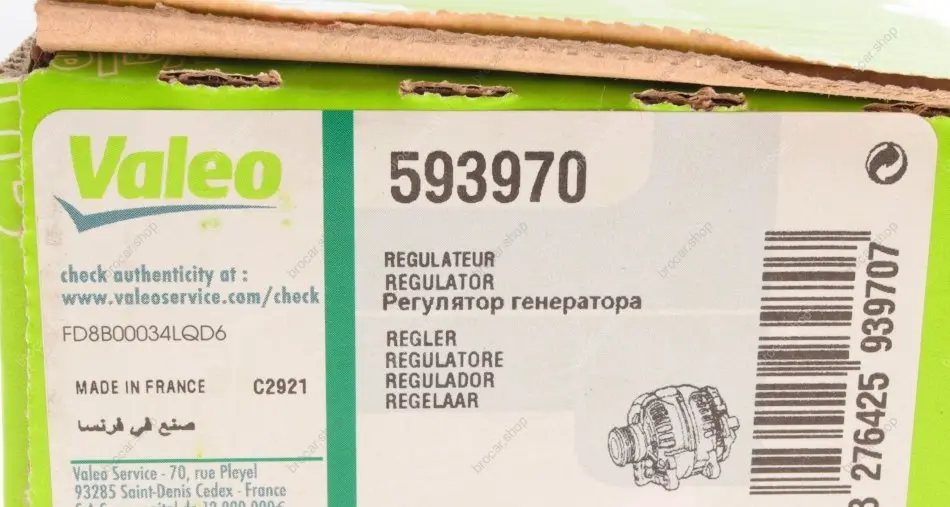 Valeo
593970
check authenticity at :
www.valeoservice.com/check
FD8B00034LQD6
MADE IN FRANCE C2921
صنع في فرنسا
Valeo Service - 70, rue Pleyel
93285 Saint-Denis Cedex - France
REGULATEUR
REGULATOR
Регулятор генератора
REGLER
REGULATORE
REGULADOR
REGELAAR
3 276425 939707
brocar.shop